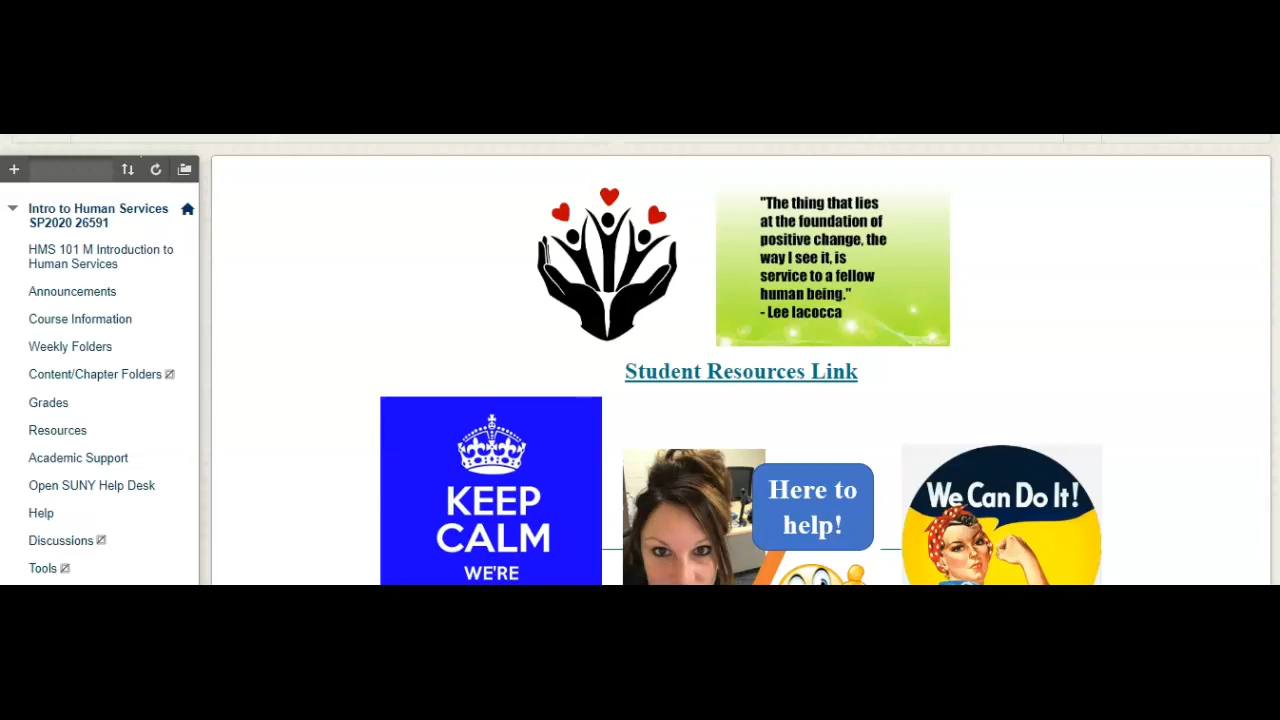 Intro to Human Services
SP2020 26591
HMS 101 M Introduction to
Human Services
Announcements
Course Information
Weekly Folders
Content/Chapter Folders
Grades
Resources
Academic Support
Open SUNY Help Desk
Help
Discussions
Tools
"The thing that lies
at the foundation of
positive change, the
way I see it, is
service to a fellow
human being."
- Lee Iacocca
Student Resources Link
KEEP
CALM
WE'RE
Here to
help!
We Can Do It!